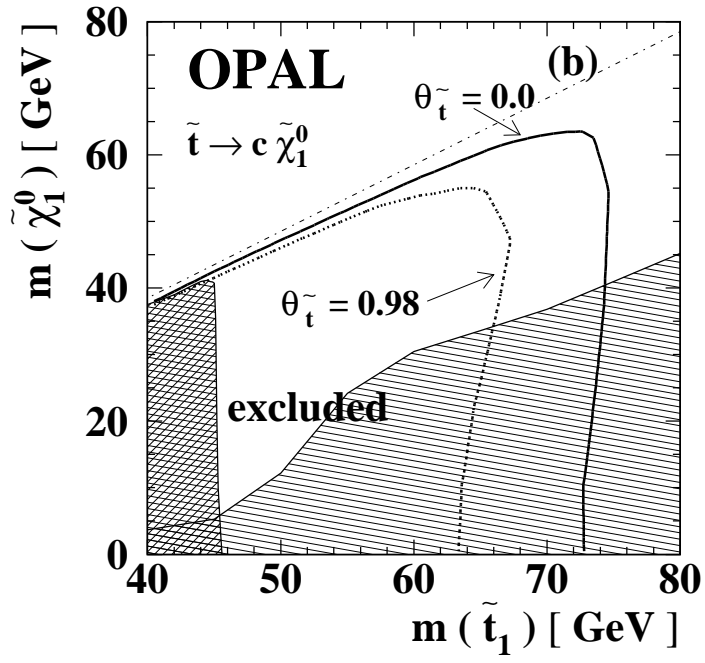 80
60
40
20
0
m ( χ̃₁⁰) [ GeV ]
OPAL
(b)
θ_t̃ = 0.0
t̃ → c χ̃₁⁰
θ_t̃ = 0.98
excluded
40 50 60 70 80
m ( t̃₁) [ GeV ]